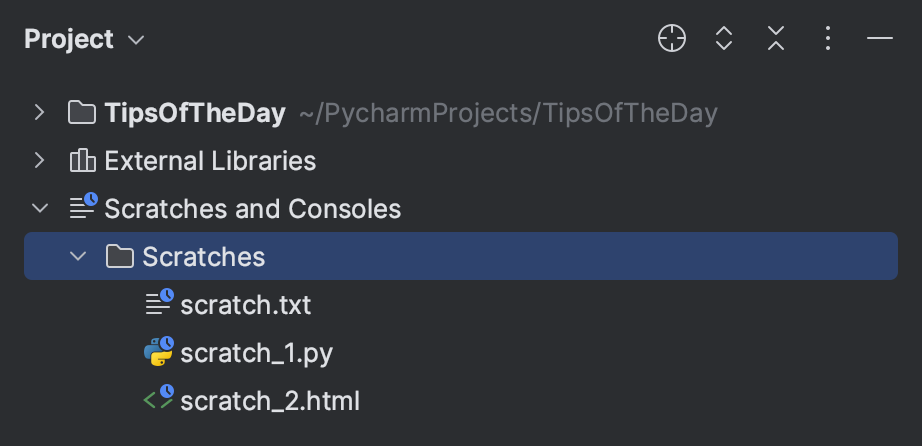 Project
TipsOfTheDay ~/PycharmProjects/TipsOfTheDay
External Libraries
Scratches and Consoles
Scratches
scratch.txt
scratch_1.py
scratch_2.html